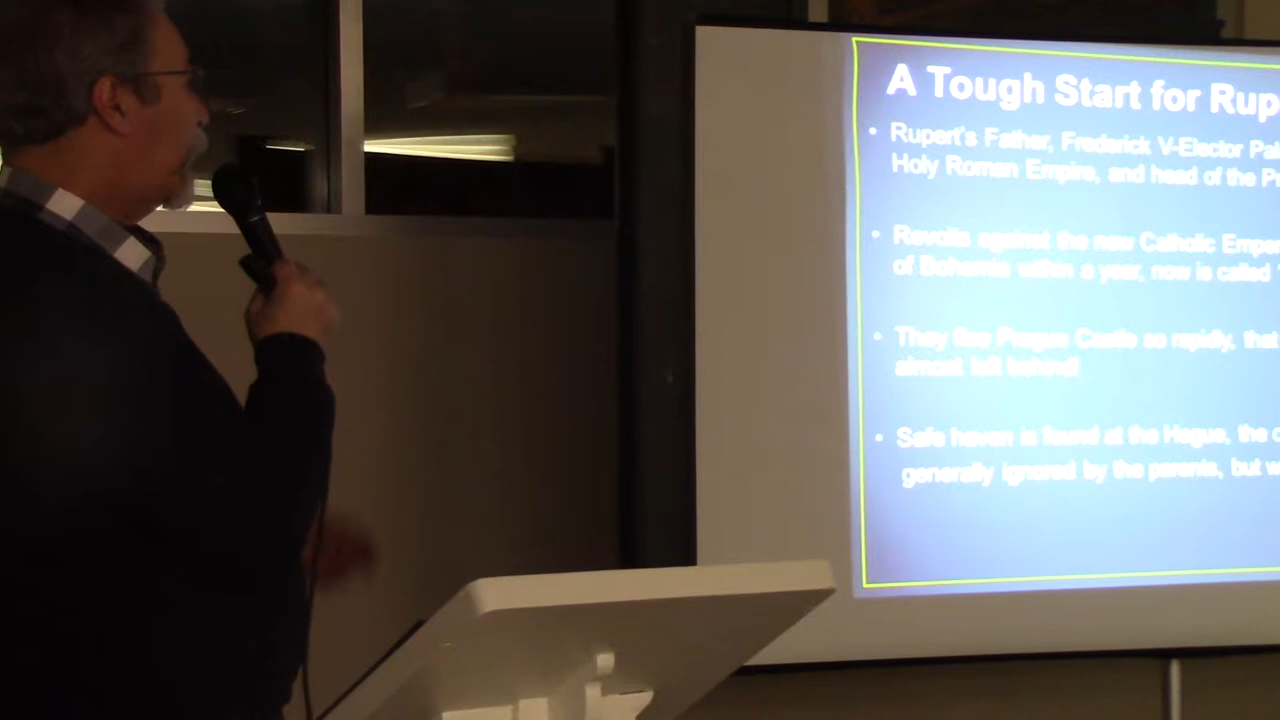 A Tough Start for Rup
• Rupert's Father, Frederick V-Elector Pal
Holy Roman Empire, and head of the Pr
• Revolts against the new Catholic Emper
of Bohemia within a year, now is called
• They flee Prague Castle so rapidly, that
almost left behind!
• Safe haven is found at the Hague, the c
generally ignored by the parents, but w